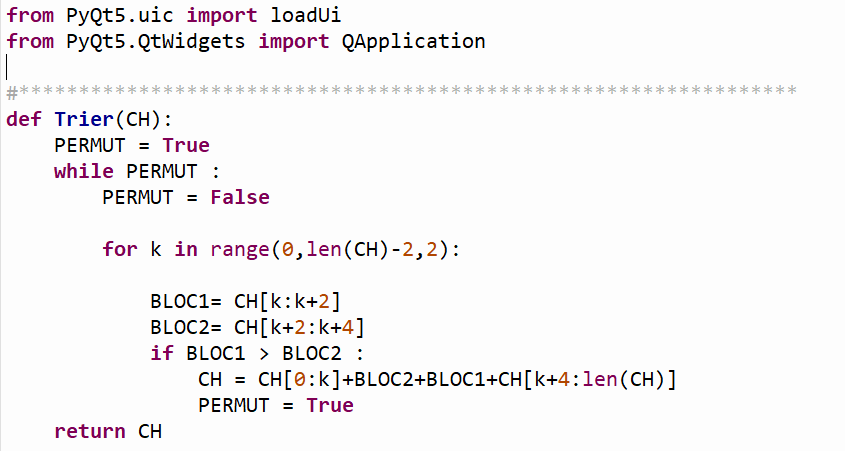 from PyQt5.uic import loadUi
from PyQt5.QtWidgets import QApplication
#*****************************************************************
def Trier(CH):
    PERMUT = True
    while PERMUT :
        PERMUT = False
        for k in range(0,len(CH)-2,2):
            BLOC1= CH[k:k+2]
            BLOC2= CH[k+2:k+4]
            if BLOC1 > BLOC2 :
                CH = CH[0:k]+BLOC2+BLOC1+CH[k+4:len(CH)]
                PERMUT = True
    return CH